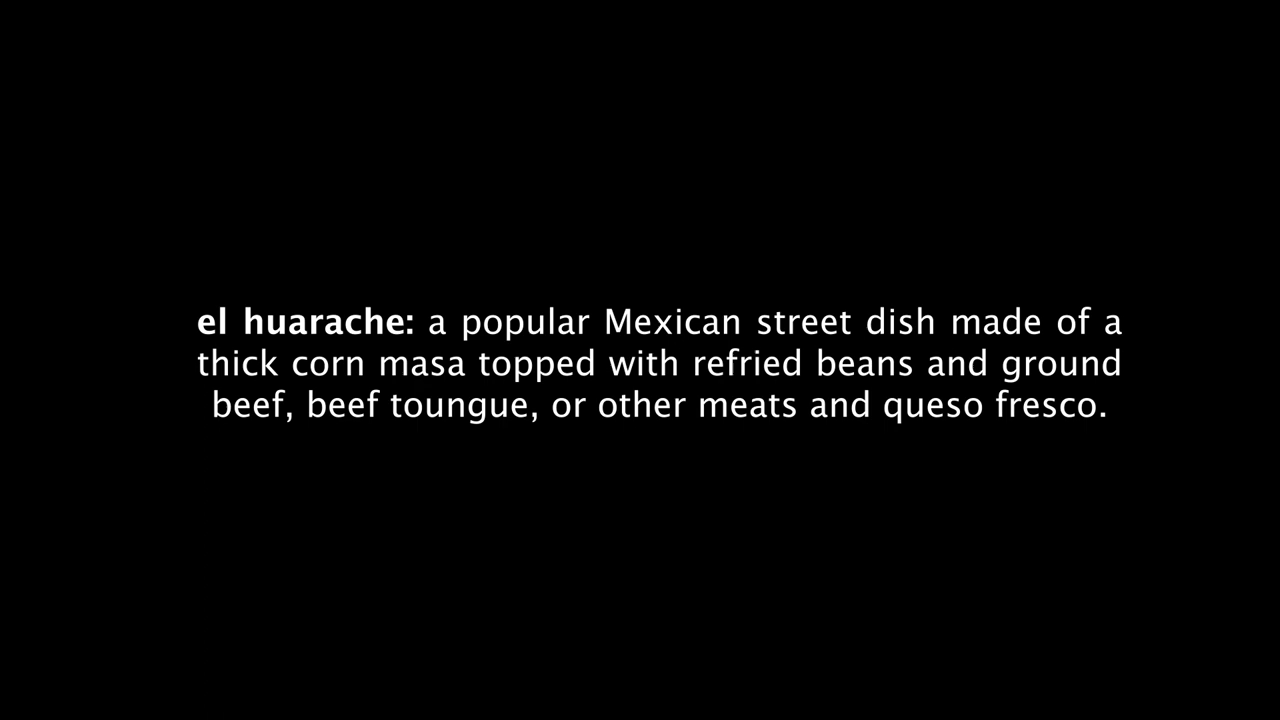 el huarache: a popular Mexican street dish made of a
thick corn masa topped with refried beans and ground
beef, beef toungue, or other meats and queso fresco.